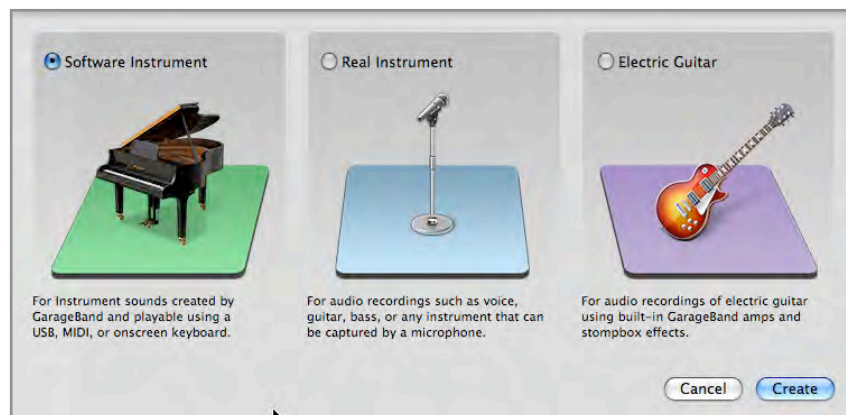 Software Instrument
Real Instrument
Electric Guitar
For Instrument sounds created by
GarageBand and playable using a
USB, MIDI, or onscreen keyboard.
For audio recordings such as voice,
guitar, bass, or any instrument that can
be captured by a microphone.
For audio recordings of electric guitar
using built-in GarageBand amps and
stompbox effects.
Cancel
Create